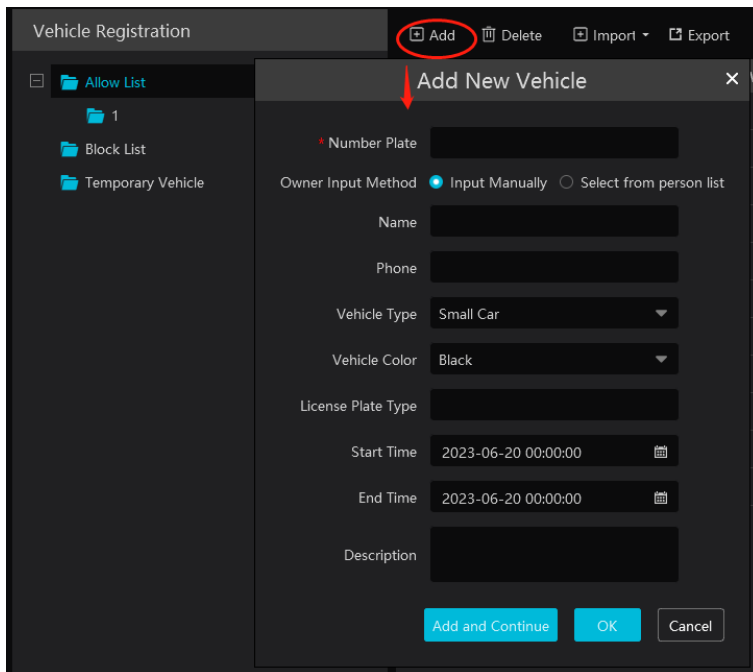 Vehicle Registration
Add Delete Import Export
Allow List
1
Block List
Temporary Vehicle
Add New Vehicle
* Number Plate
Owner Input Method Input Manually Select from person list
Name
Phone
Vehicle Type Small Car
Vehicle Color Black
License Plate Type
Start Time 2023-06-20 00:00:00
End Time 2023-06-20 00:00:00
Description
Add and Continue OK Cancel